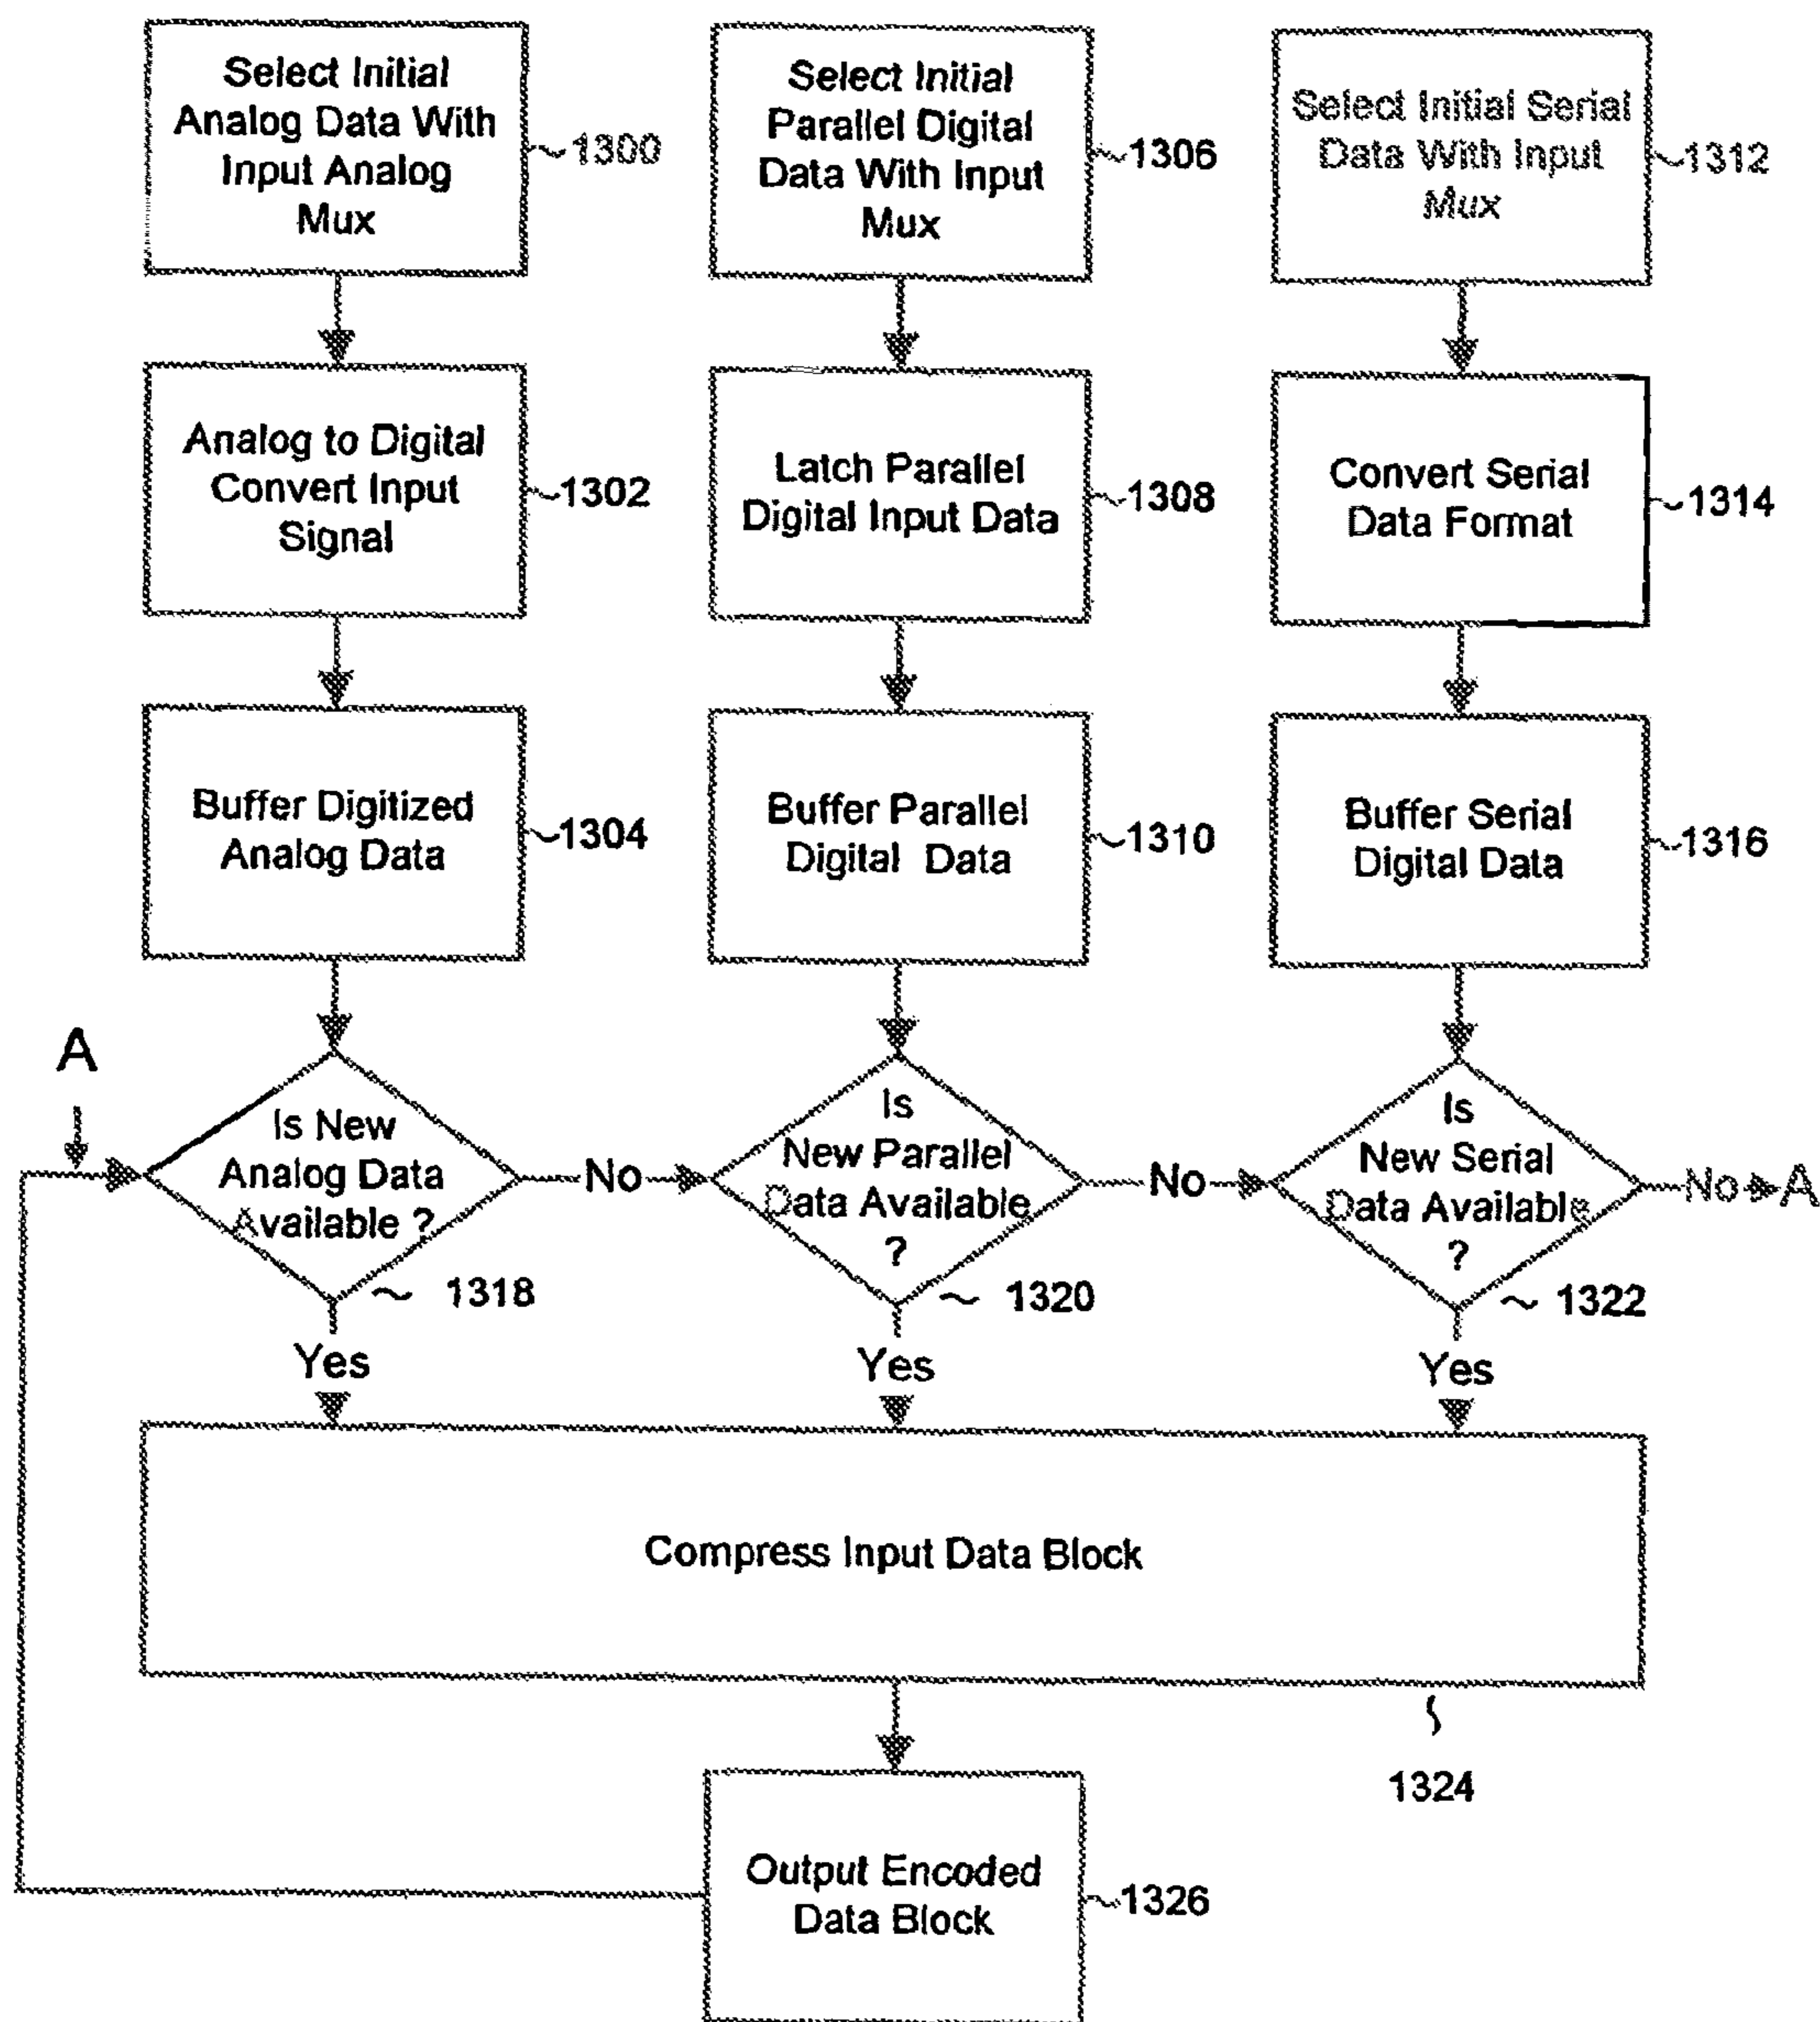 Select Initial
Analog Data With
Input Analog
Mux
1300
Select Initial
Parallel Digital
Data With Input
Mux
1306
Select Initial Serial
Data With Input
Mux
1312
Analog to Digital
Convert Input
Signal
1302
Latch Parallel
Digital Input Data
1308
Convert Serial
Data Format
1314
Buffer Digitized
Analog Data
1304
Buffer Parallel
Digital Data
1310
Buffer Serial
Digital Data
1316
A
Is New
Analog Data
Available ?
1318
No
Is
New Parallel
Data Available
?
1320
No
Is
New Serial
Data Available
?
1322
No
A
Yes
Yes
Yes
Compress Input Data Block
1324
Output Encoded
Data Block
1326